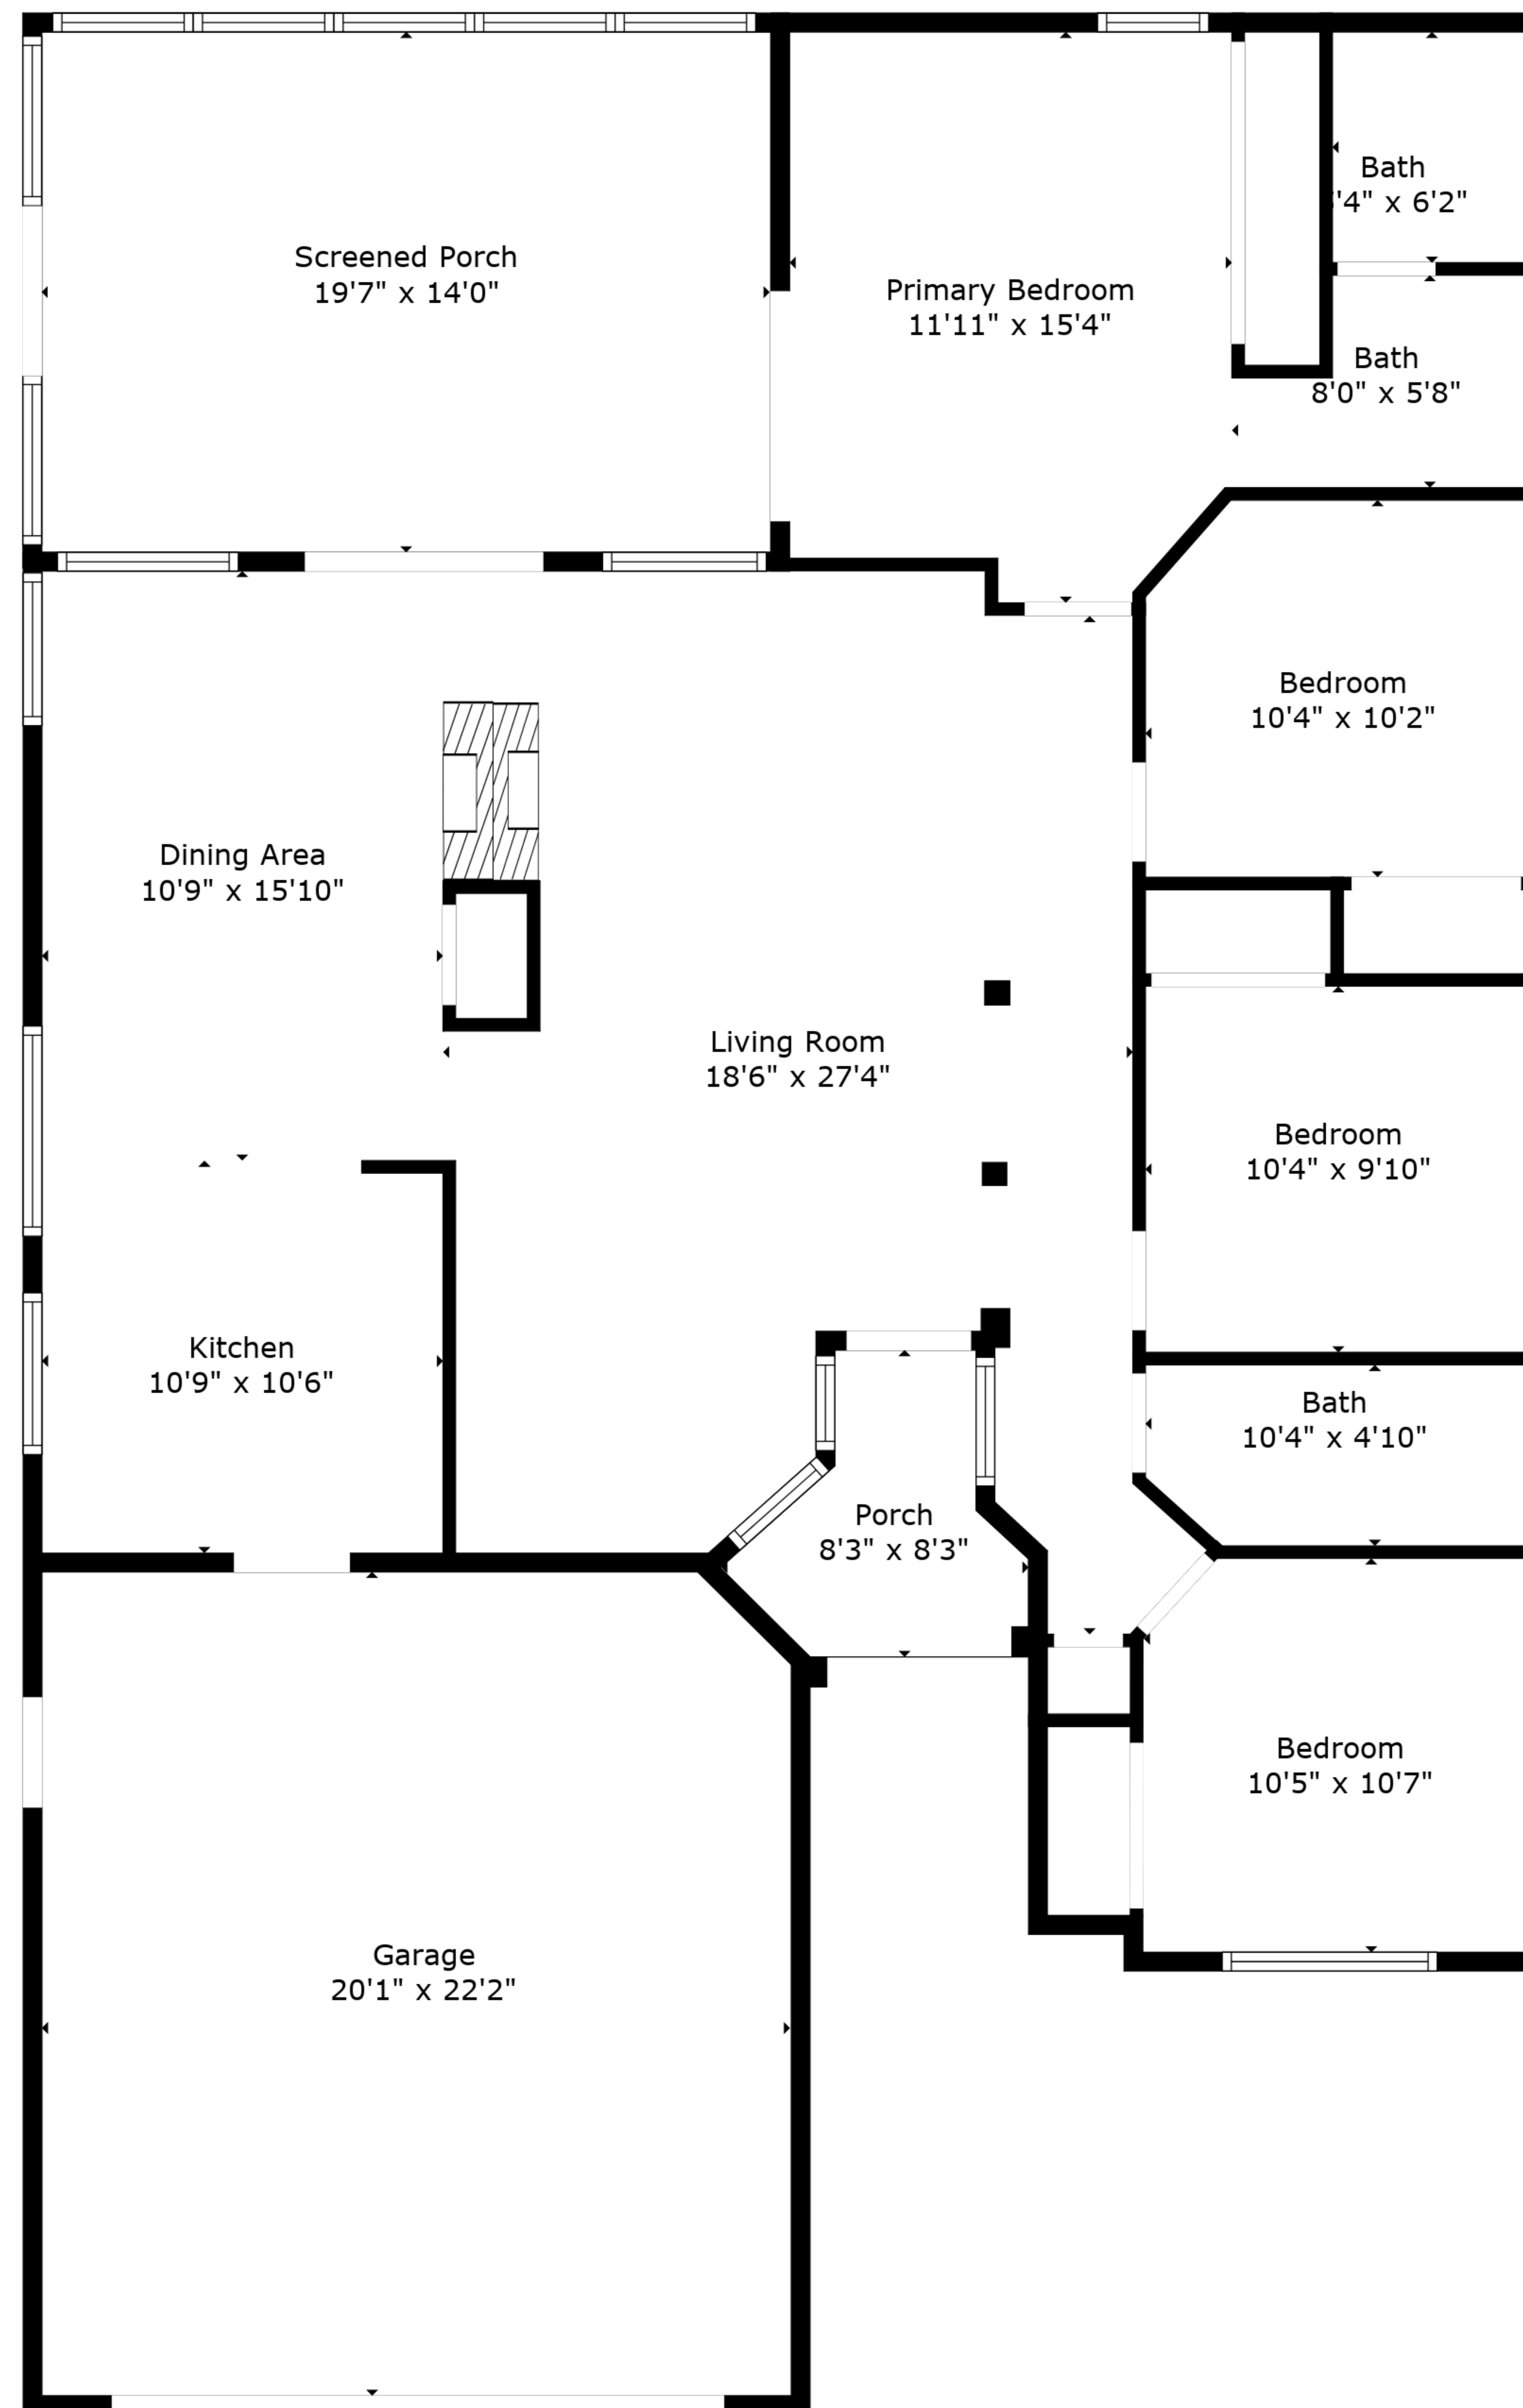 Bath
'4" x 6'2"
Screened Porch
19'7" x 14'0"
Primary Bedroom
11'11" x 15'4"
Bath
8'0" x 5'8"
Bedroom
10'4" x 10'2"
Dining Area
10'9" x 15'10"
Living Room
18'6" x 27'4"
Bedroom
10'4" x 9'10"
Kitchen
10'9" x 10'6"
Bath
10'4" x 4'10"
Porch
8'3" x 8'3"
Bedroom
10'5" x 10'7"
Garage
20'1" x 22'2"